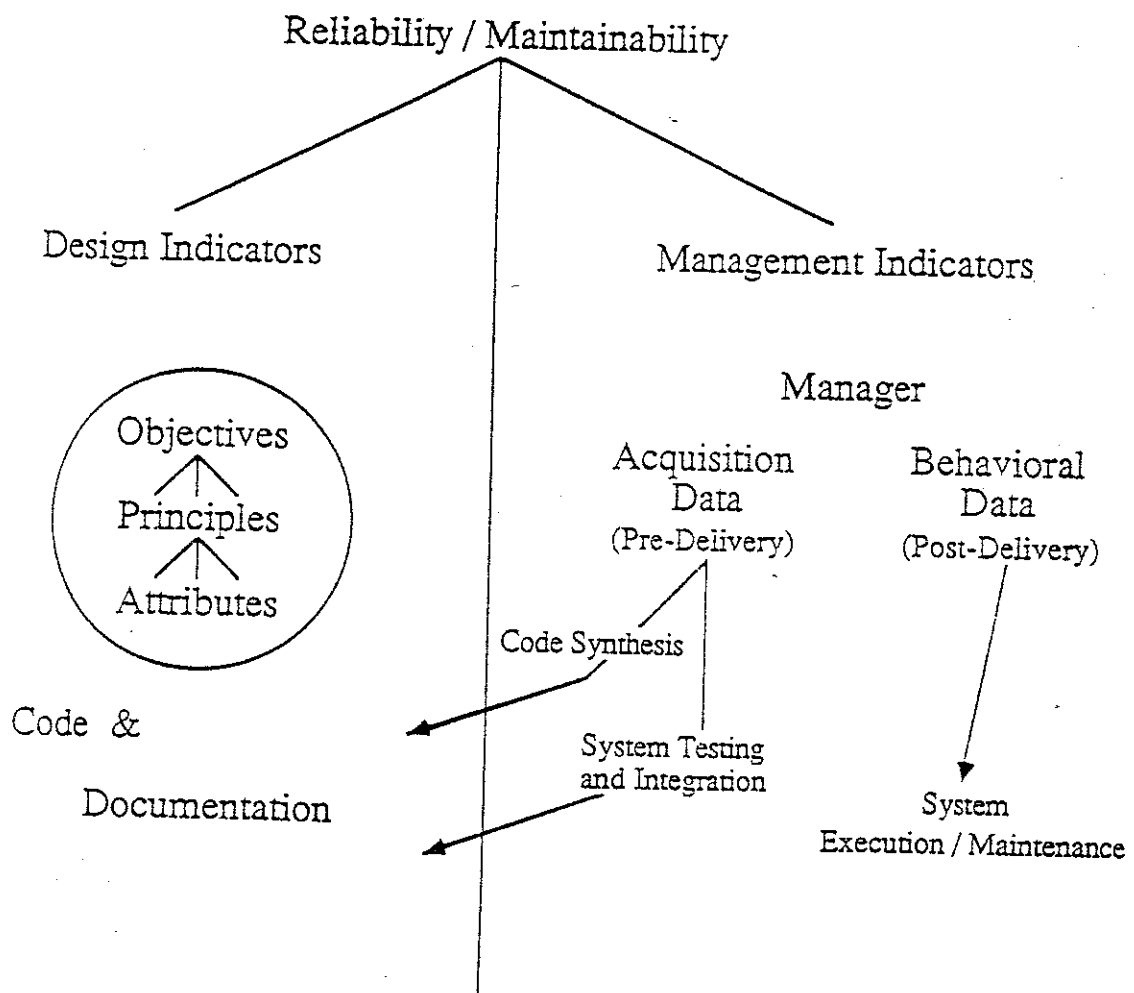 Reliability / Maintainability
Design Indicators
Management Indicators
Objectives
Principles
Attributes
Code &
Documentation
Manager
Acquisition
Data
(Pre-Delivery)
Behavioral
Data
(Post-Delivery)
Code Synthesis
System Testing
and Integration
System
Execution / Maintenance